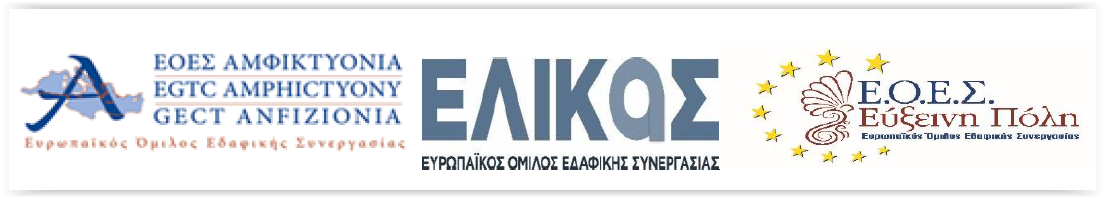 ΕΟΕΣ ΑΜΦΙΚΤΥΟΝΙΑ
EGTC AMPHICTYONY
GECT ANFIZIONIA
Ευρωπαϊκός Όμιλος Εδαφικής Συνεργασίας
ΕΛΙΚΑΣ
ΕΥΡΩΠΑΪΚΟΣ ΟΜΙΛΟΣ ΕΔΑΦΙΚΗΣ ΣΥΝΕΡΓΑΣΙΑΣ
Ε.Ο.Ε.Σ.
Εύξεινη Πόλη
Ευρωπαϊκός Όμιλος Εδαφικής Συνεργασίας